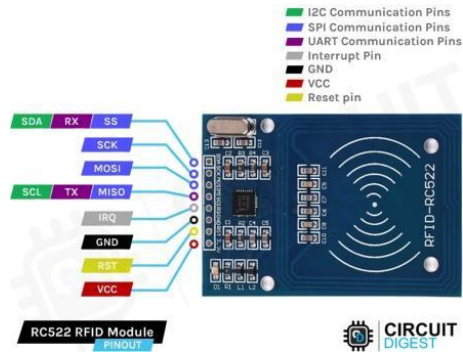 I2C Communication Pins
SPI Communication Pins
UART Communication Pins
Interrupt Pin
GND
VCC
Reset pin
SDA RX SS
SCK
MOSI
SCL TX MISO
IRQ
GND
RST
VCC
RFID-RC522
RC522 RFID Module
PINOUT
CIRCUIT
DIGEST